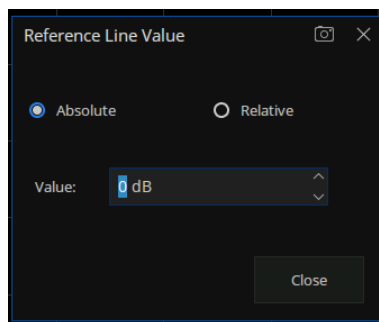 Reference Line Value
Absolute
Relative
Value:
0 dB
Close